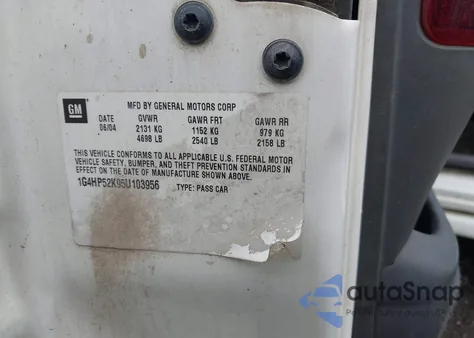 GM
MFD BY GENERAL MOTORS CORP
DATE GVWR GAWR FRT GAWR RR
06/04 2131 KG 1152 KG 979 KG
4698 LB 2540 LB 2158 LB
THIS VEHICLE CONFORMS TO ALL APPLICABLE U.S. FEDERAL MOTOR
VEHICLE SAFETY, BUMPER, AND THEFT PREVENTION STANDARDS IN
EFFECT ON THE DATE OF MANUFACTURE SHOWN ABOVE.
1G4HP52K95U103956 TYPE: PASS CAR
autoSnap